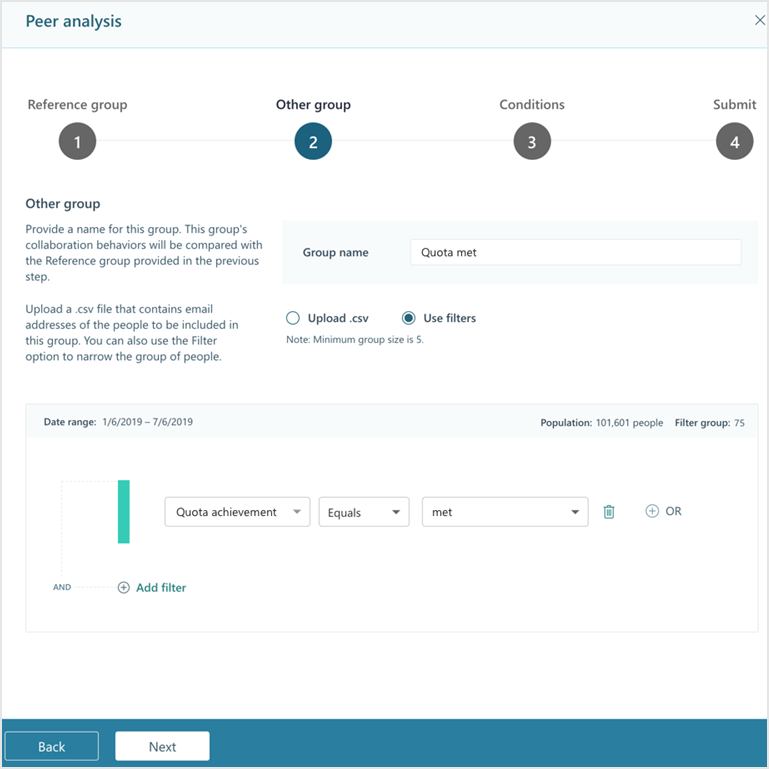 Peer analysis
Reference group
Other group
Conditions
Submit
1
2
3
4
Other group
Provide a name for this group. This group's
collaboration behaviors will be compared with
the Reference group provided in the previous
step.
Group name
Quota met
Upload a .csv file that contains email
addresses of the people to be included in
this group. You can also use the Filter
option to narrow the group of people.
Upload .csv
Use filters
Note: Minimum group size is 5.
Date range: 1/6/2019 – 7/6/2019
Population: 101,601 people
Filter group: 75
Quota achievement
Equals
met
OR
AND
Add filter
Back
Next